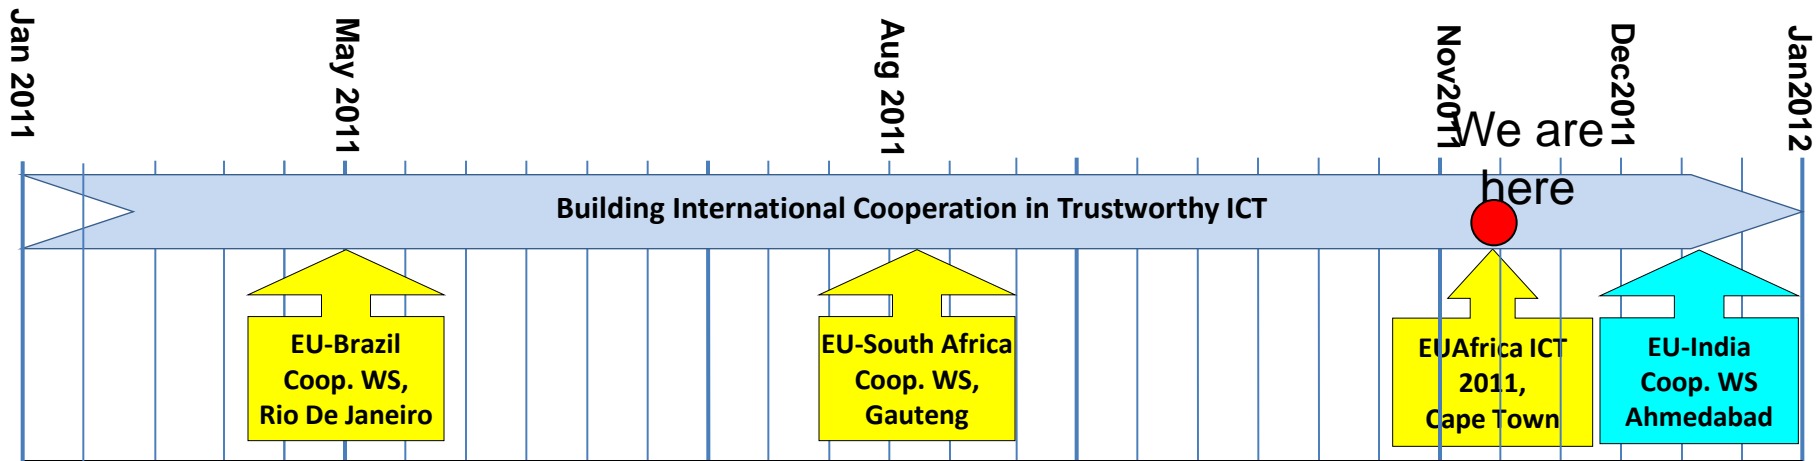 Jan 2011
May 2011
Aug 2011
Nov2011
Dec2011
Jan2012
We are
here
Building International Cooperation in Trustworthy ICT
EU-Brazil
Coop. WS,
Rio De Janeiro
EU-South Africa
Coop. WS,
Gauteng
EUAfrica ICT
2011,
Cape Town
EU-India
Coop. WS
Ahmedabad